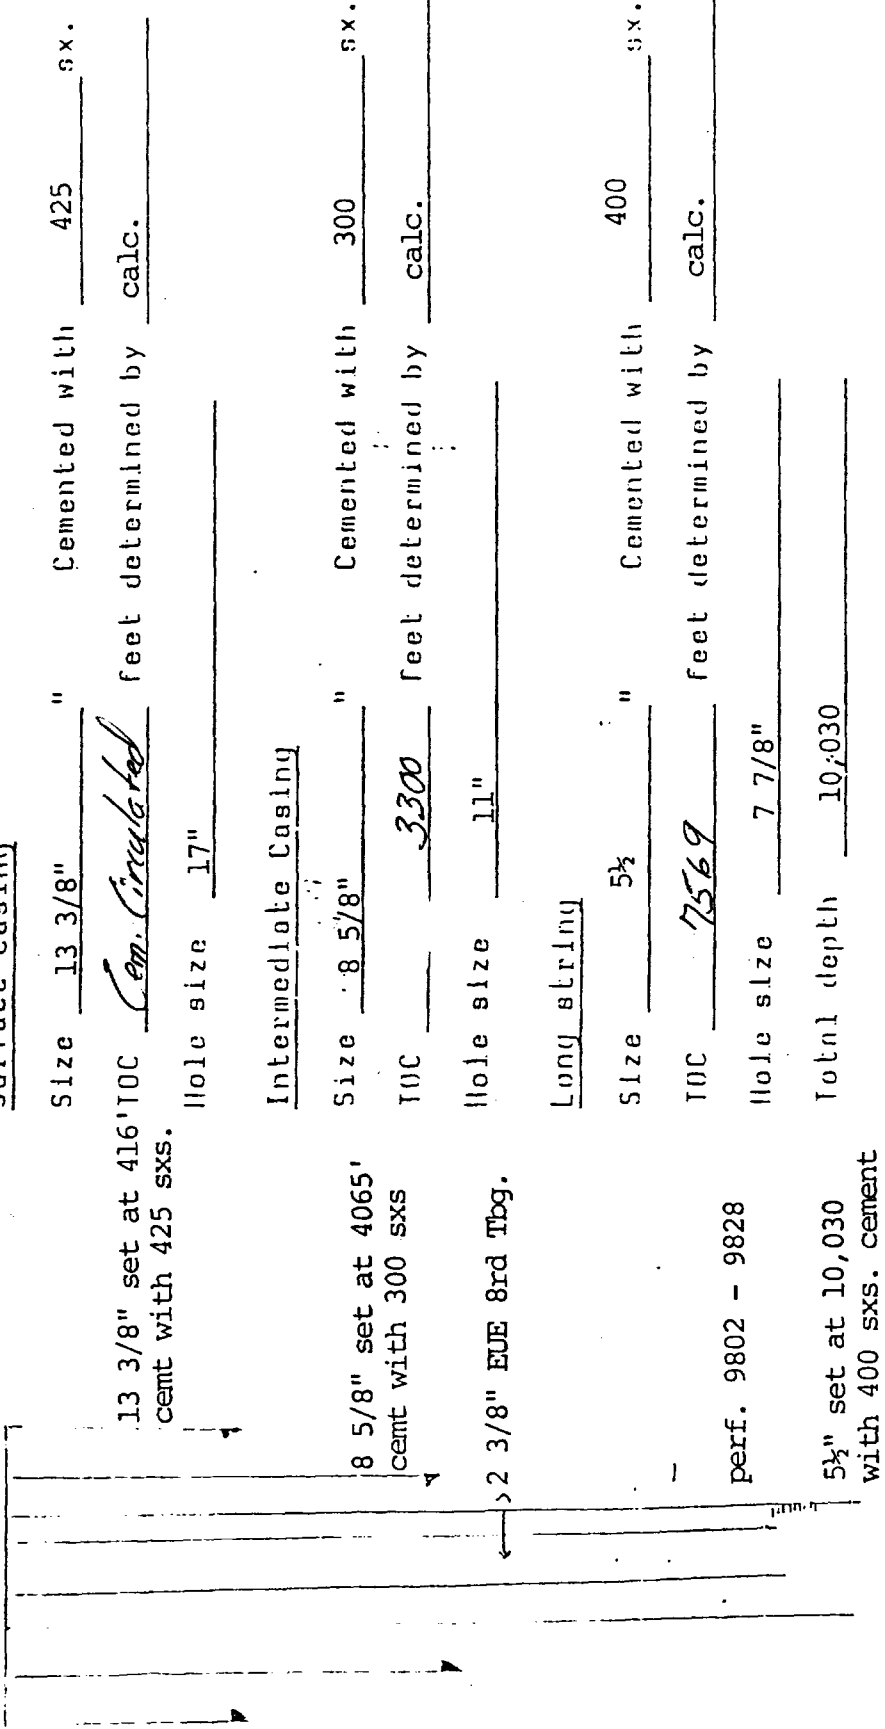 Surface Casing
Size 13 3/8" " Cemented with 425 sx.
TOC Cem. Circulated feet determined by calc.
Hole size 17"
Intermediate Casing
Size 8 5/8" " Cemented with 300 sx.
TOC 3300 feet determined by calc.
Hole size 11"
Long string
Size 5½ " Cemented with 400 sx.
TOC 7569 feet determined by calc.
Hole size 7 7/8"
Total depth 10,030
13 3/8" set at 416'
cemt with 425 sxs.
8 5/8" set at 4065'
cemt with 300 sxs
2 3/8" EUE 8rd Tbg.
perf. 9802 - 9828
5½" set at 10,030
with 400 sxs. cement